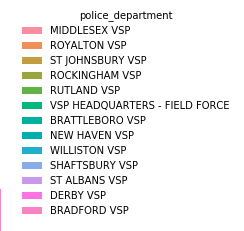 police_department
MIDDLESEX VSP
ROYALTON VSP
ST JOHNSBURY VSP
ROCKINGHAM VSP
RUTLAND VSP
VSP HEADQUARTERS - FIELD FORCE
BRATTLEBORO VSP
NEW HAVEN VSP
WILLISTON VSP
SHAFTSBURY VSP
ST ALBANS VSP
DERBY VSP
BRADFORD VSP